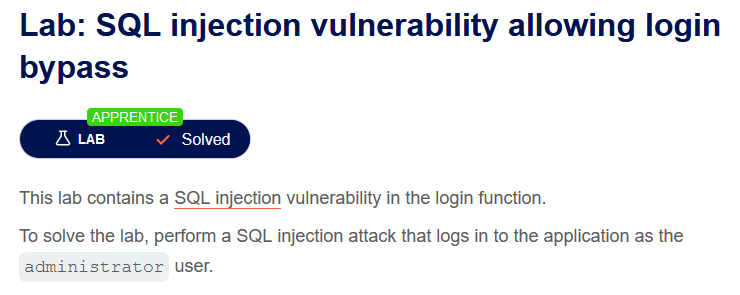 Lab: SQL injection vulnerability allowing login
bypass
APPRENTICE
LAB Solved
This lab contains a SQL injection vulnerability in the login function.
To solve the lab, perform a SQL injection attack that logs in to the application as the
administrator user.